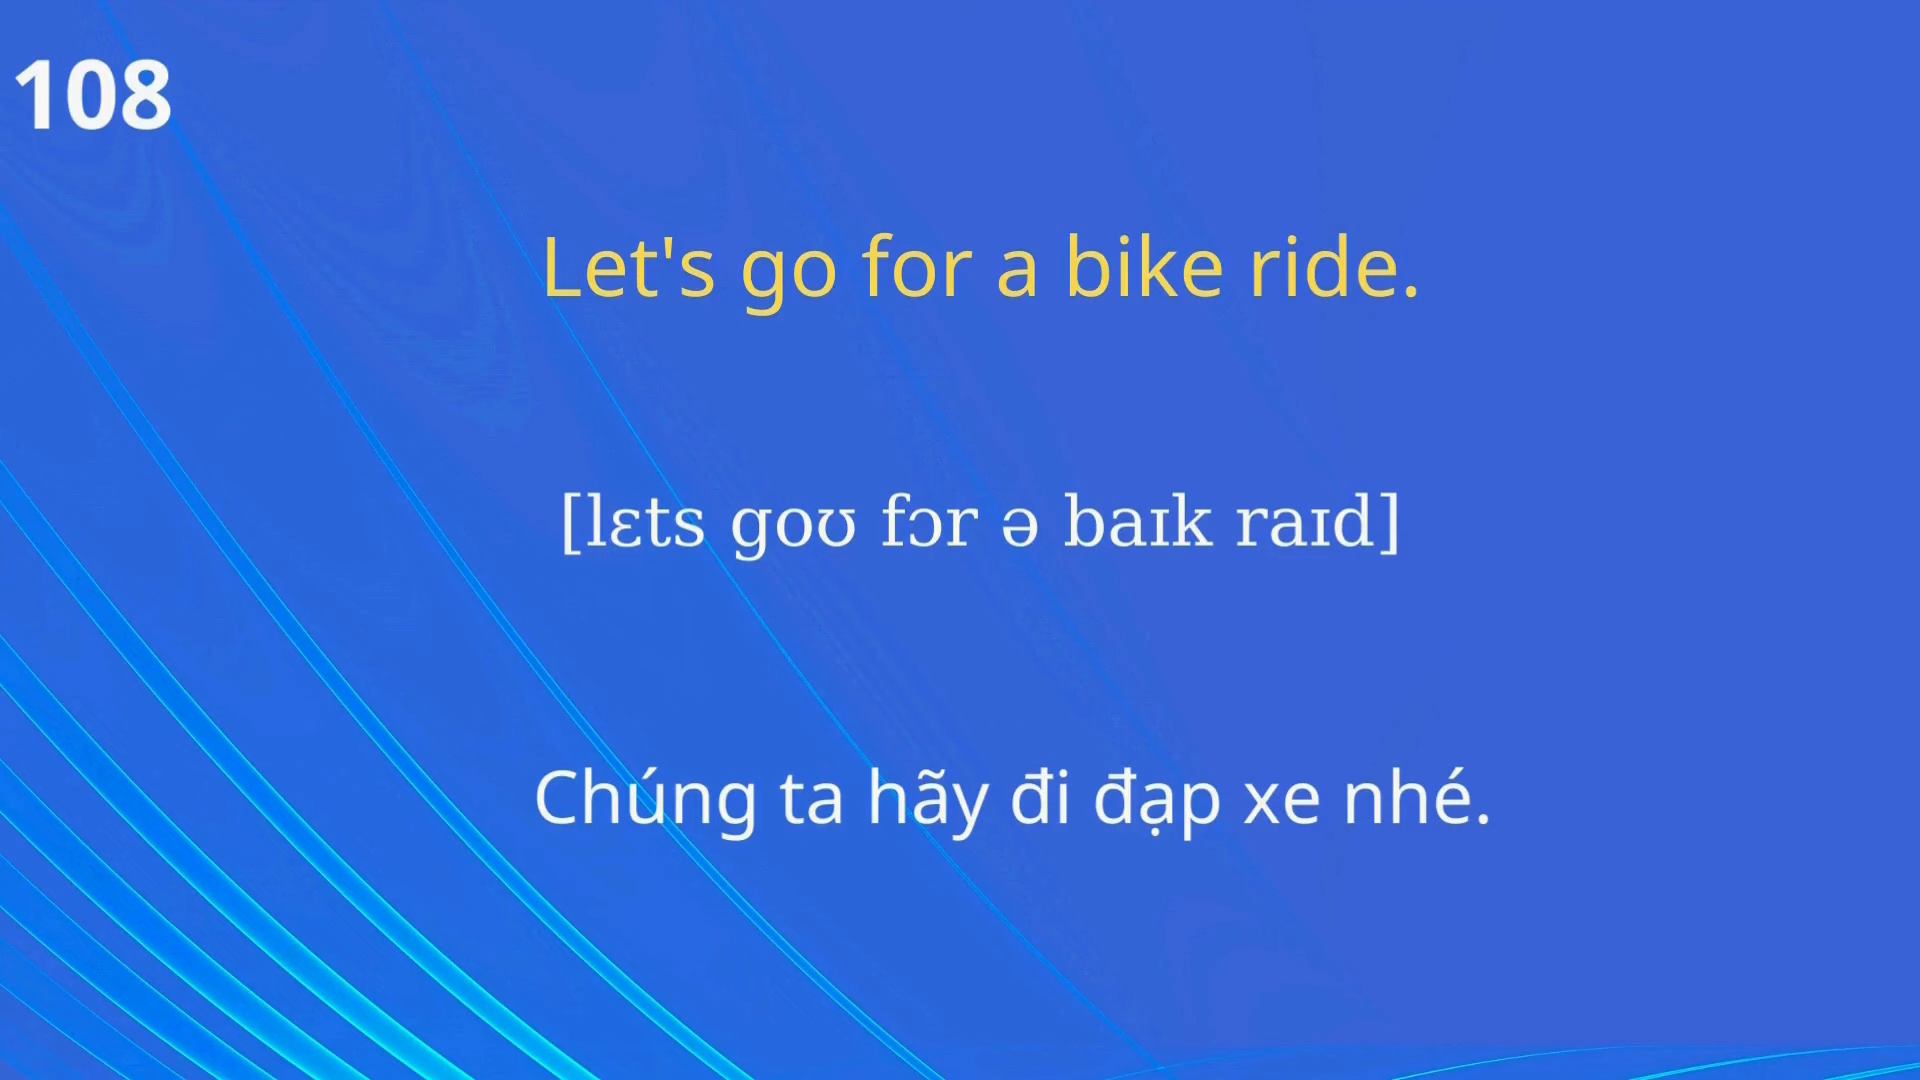 108
Let's go for a bike ride.
[lɛts goʊ fɔr ə baɪk raɪd]
Chúng ta hãy đi đạp xe nhé.